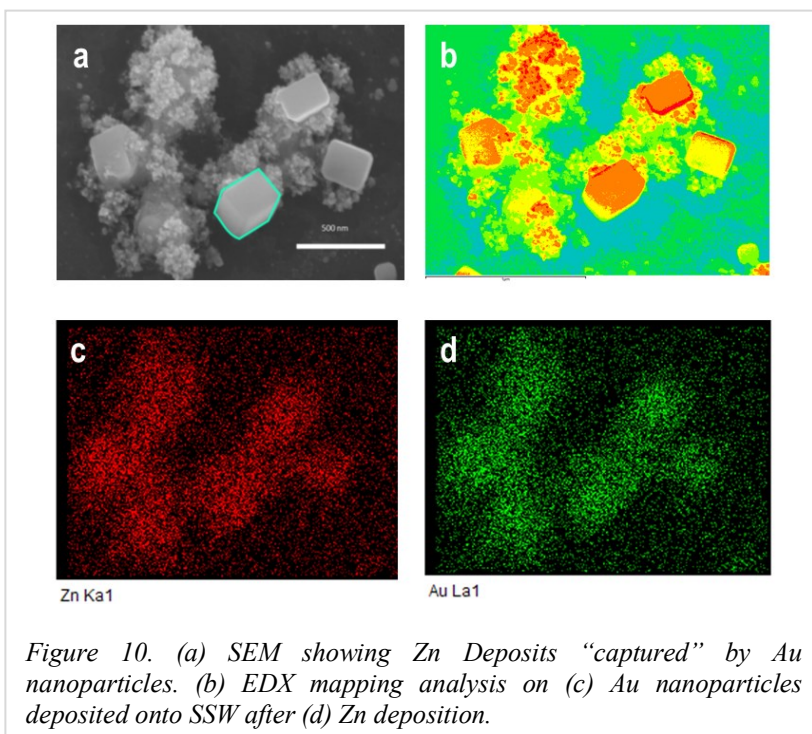 a
b
500 nm
c
d
Zn Ka1
Au La1
Figure 10. (a) SEM showing Zn Deposits “captured” by Au
nanoparticles. (b) EDX mapping analysis on (c) Au nanoparticles
deposited onto SSW after (d) Zn deposition.